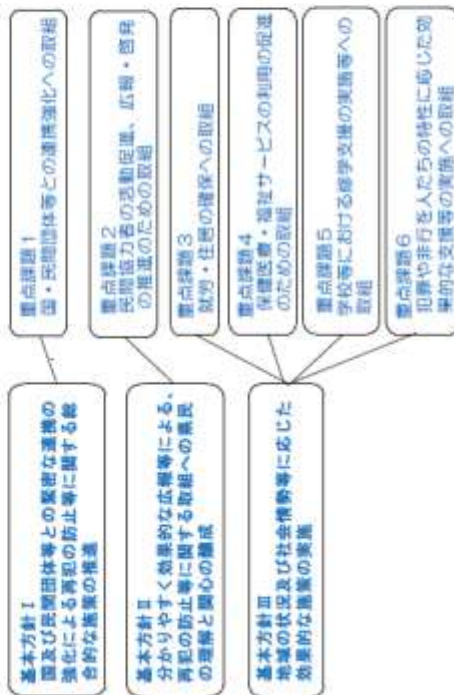 基本方針Ⅰ
国及び民間団体等との緊密な連携の
強化による再犯の防止等に関する総
合的な施策の推進
重点課題1
国・民間団体等との連携強化への取組
基本方針Ⅱ
分かりやすく効果的な広報等による、
再犯の防止等に関する取組への県民
の理解と関心の醸成
重点課題2
民間協力者の活動促進、広報・啓発
の推進のための取組
基本方針Ⅲ
地域の状況及び社会情勢等に応じた
効果的な施策の実施
重点課題3
就労・住居の確保への取組
重点課題4
保健医療・福祉サービスの利用の促進
のための取組
重点課題5
学校等における修学支援の実施等への
取組
重点課題6
犯罪や非行を人たちの特性に応じた効
果的な支援等の実施への取組